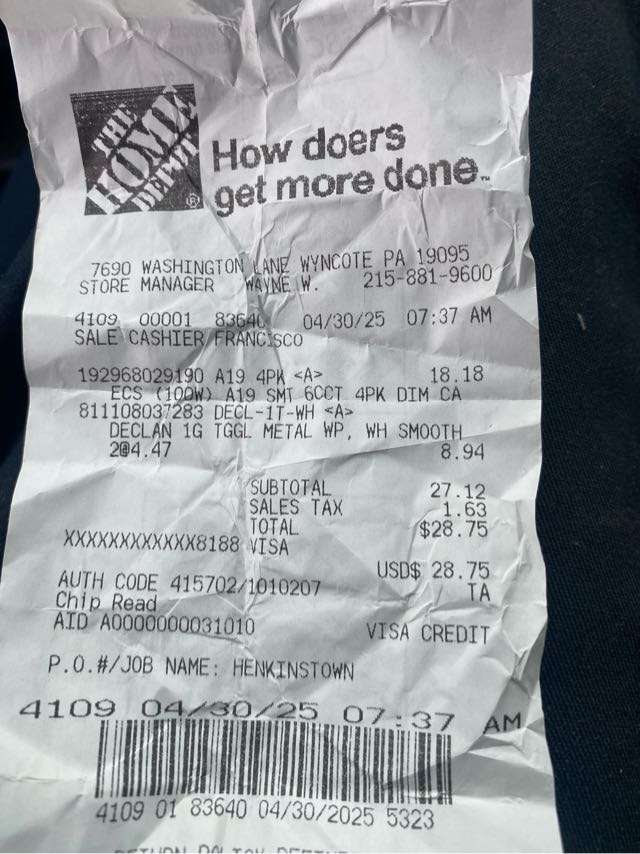 THE
HOME
DEPOT
®
How doers
get more done.™
7690 WASHINGTON LANE WYNCOTE PA 19095
STORE MANAGER WAYNE W. 215-881-9600
4109 00001 83640 04/30/25 07:37 AM
SALE CASHIER FRANCISCO
192968029190 A19 4PK <A> 18.18
ECS (100W) A19 SMT 6CCT 4PK DIM CA
811108037283 DECL-1T-WH <A>
DECLAN 1G TGGL METAL WP, WH SMOOTH
2@4.47 8.94
SUBTOTAL 27.12
SALES TAX 1.63
TOTAL $28.75
XXXXXXXXXXXX8188 VISA
USD$ 28.75
AUTH CODE 415702/1010207 TA
Chip Read
AID A0000000031010 VISA CREDIT
P.O.#/JOB NAME: HENKINSTOWN
4109 04/30/25 07:37 AM
4109 01 83640 04/30/2025 5323